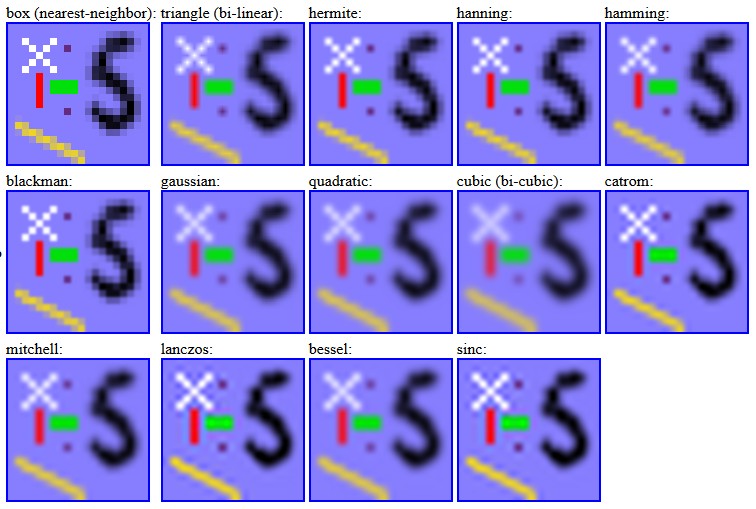 box (nearest-neighbor): triangle (bi-linear): hermite: hanning: hamming:
blackman: gaussian: quadratic: cubic (bi-cubic): catrom:
mitchell: lanczos: bessel: sinc: